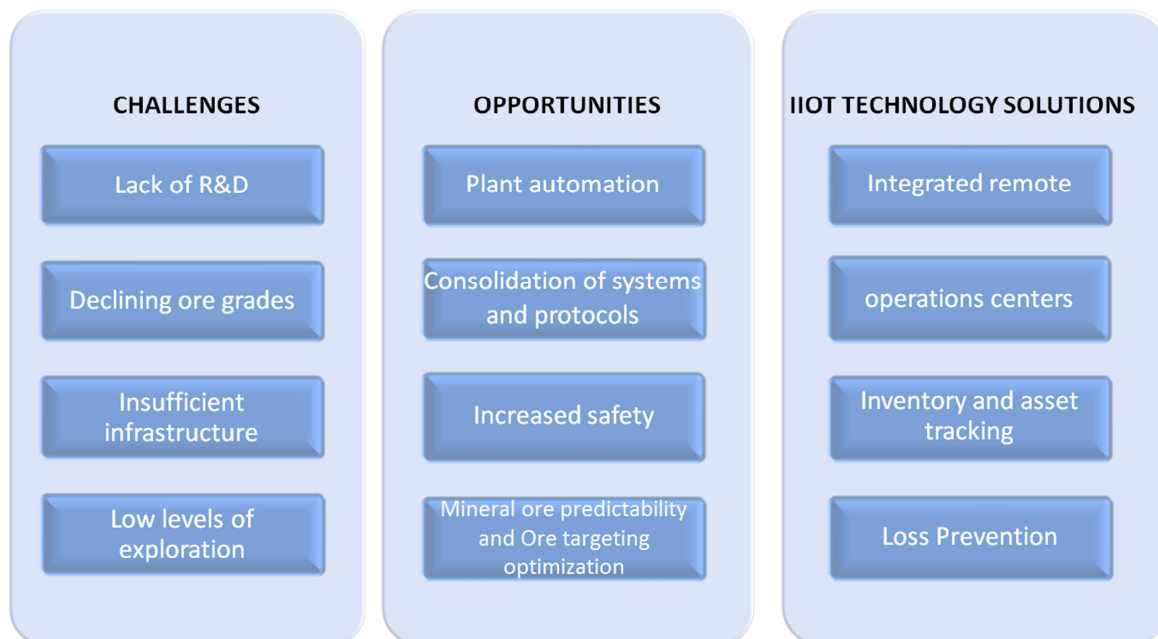 CHALLENGES
Lack of R&D
Declining ore grades
Insufficient
infrastructure
Low levels of
exploration
OPPORTUNITIES
Plant automation
Consolidation of systems
and protocols
Increased safety
Mineral ore predictability
and Ore targeting
optimization
IIOT TECHNOLOGY SOLUTIONS
Integrated remote
operations centers
Inventory and asset
tracking
Loss Prevention